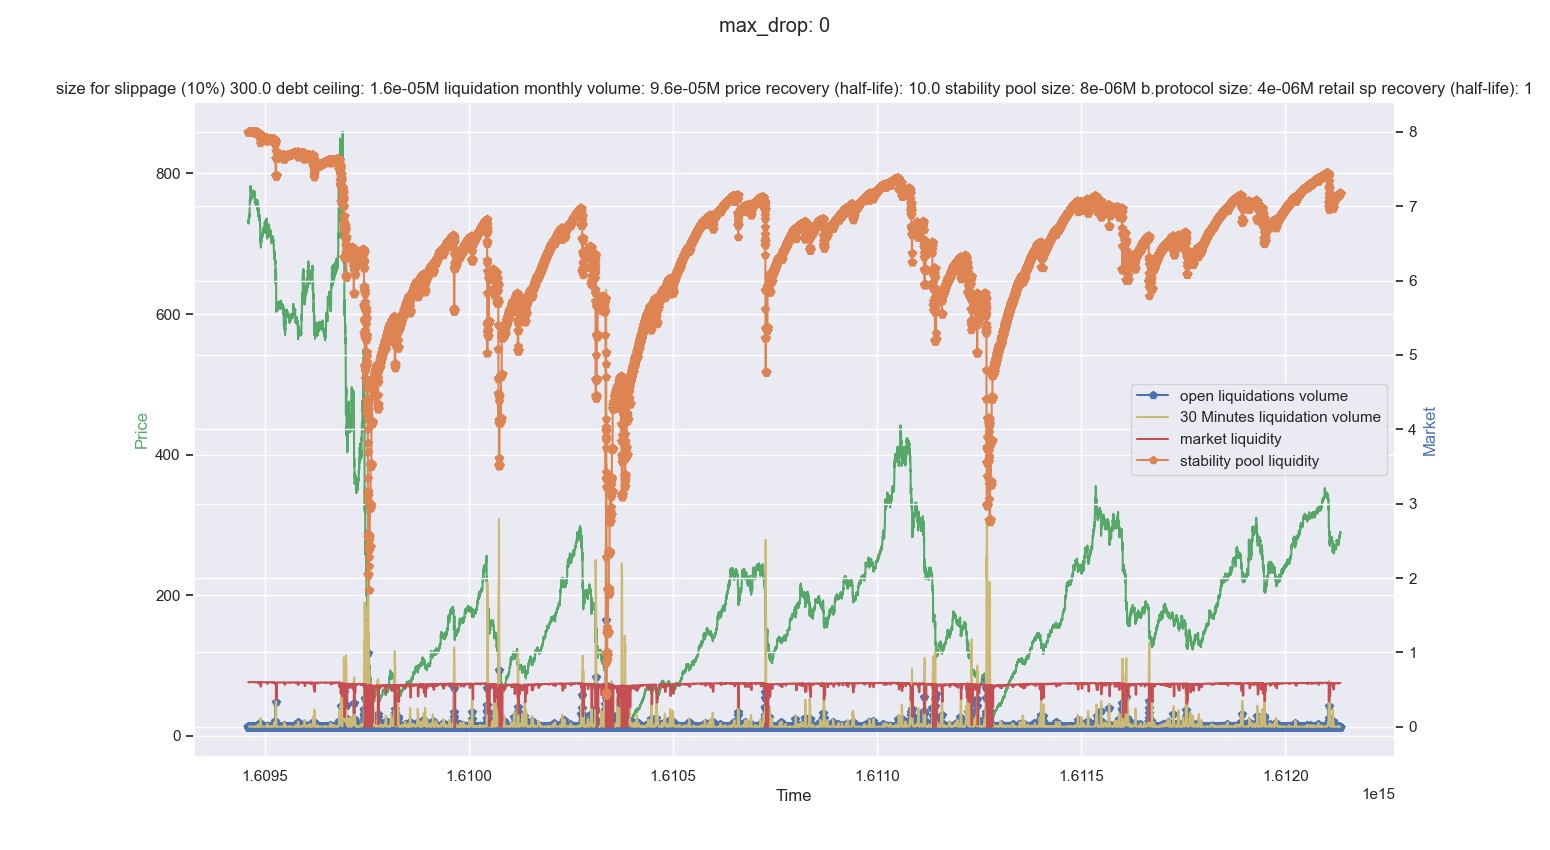 max_drop: 0
size for slippage (10%) 300.0 debt ceiling: 1.6e-05M liquidation monthly volume: 9.6e-05M price recovery (half-life): 10.0 stability pool size: 8e-06M b.protocol size: 4e-06M retail sp recovery (half-life): 1
800
600
400
200
0
Price
8
7
6
5
4
3
2
1
0
Market
open liquidations volume
30 Minutes liquidation volume
market liquidity
stability pool liquidity
1.6095
1.6100
1.6105
1.6110
1.6115
1.6120
Time
1e15